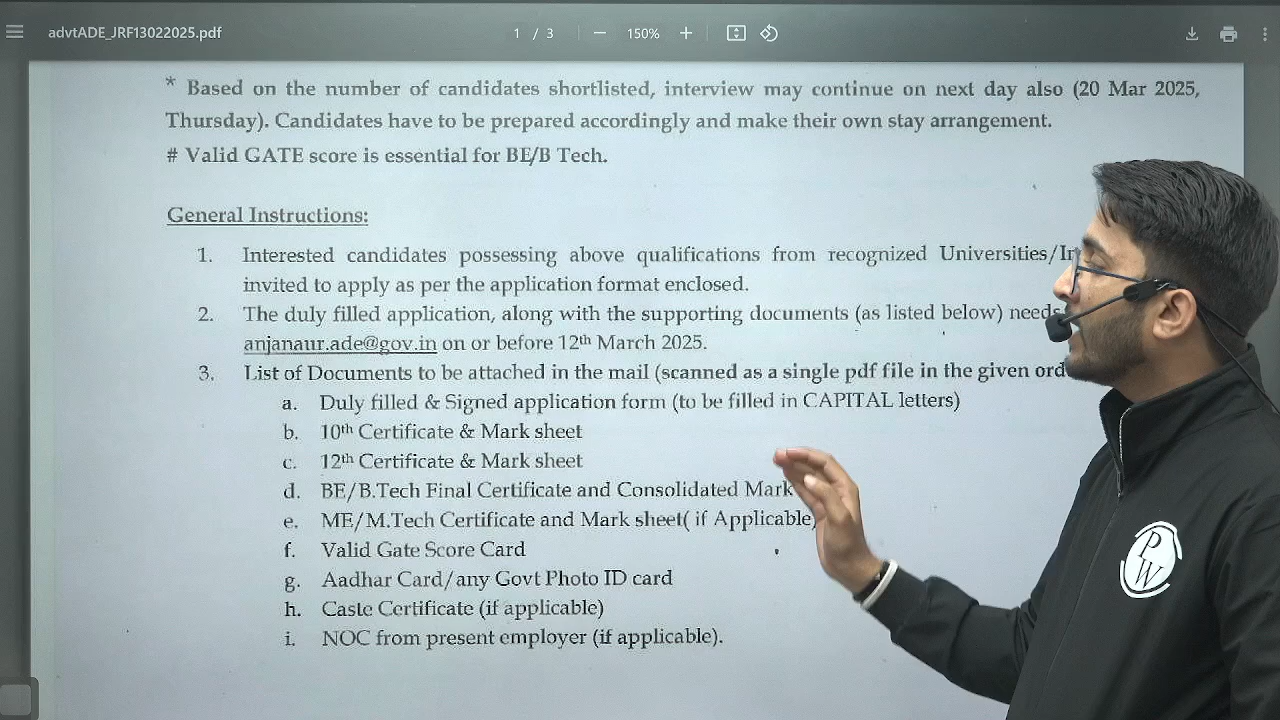 advtADE_JRF13022025.pdf
1 / 3
150%
* Based on the number of candidates shortlisted, interview may continue on next day also (20 Mar 2025,
Thursday). Candidates have to be prepared accordingly and make their own stay arrangement.
# Valid GATE score is essential for BE/B Tech.
General Instructions:
1. Interested candidates possessing above qualifications from recognized Universities/
invited to apply as per the application format enclosed.
2. The duly filled application, along with the supporting documents (as listed below) needs
anjanaur.ade@gov.in on or before 12th March 2025.
3. List of Documents to be attached in the mail (scanned as a single pdf file in the given
a. Duly filled & Signed application form (to be filled in CAPITAL letters)
b. 10th Certificate & Mark sheet
c. 12th Certificate & Mark sheet
d. BE/B.Tech Final Certificate and Consolidated Mark
e. ME/M.Tech Certificate and Mark sheet( if Applicable)
f. Valid Gate Score Card
g. Aadhar Card/any Govt Photo ID card
h. Caste Certificate (if applicable)
i. NOC from present employer (if applicable).
PW